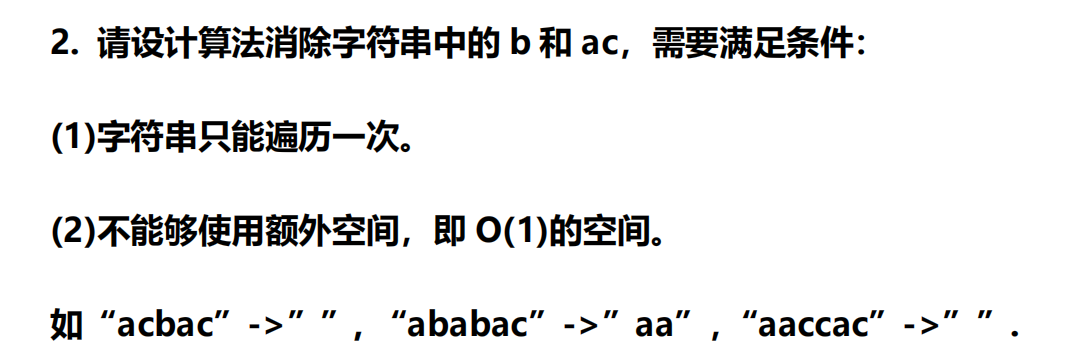 2. 请设计算法消除字符串中的 b 和 ac，需要满足条件：
(1)字符串只能遍历一次。
(2)不能够使用额外空间，即 O(1)的空间。
如“acbac” ->” ” ，“ababac” ->” aa” ,“aaccac” ->” ” .